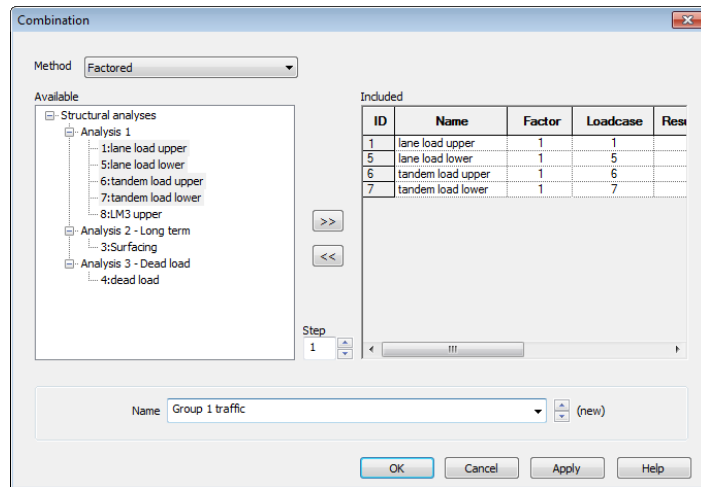 Combination
Method Factored
Available
Structural analyses
Analysis 1
1:lane load upper
5:lane load lower
6:tandem load upper
7:tandem load lower
8:LM3 upper
Analysis 2 - Long term
3:Surfacing
Analysis 3 - Dead load
4:dead load
>>
<<
Step
1
Included
ID Name Factor Loadcase Resu
1 lane load upper 1 1
5 lane load lower 1 5
6 tandem load upper 1 6
7 tandem load lower 1 7
Name Group 1 traffic (new)
OK Cancel Apply Help